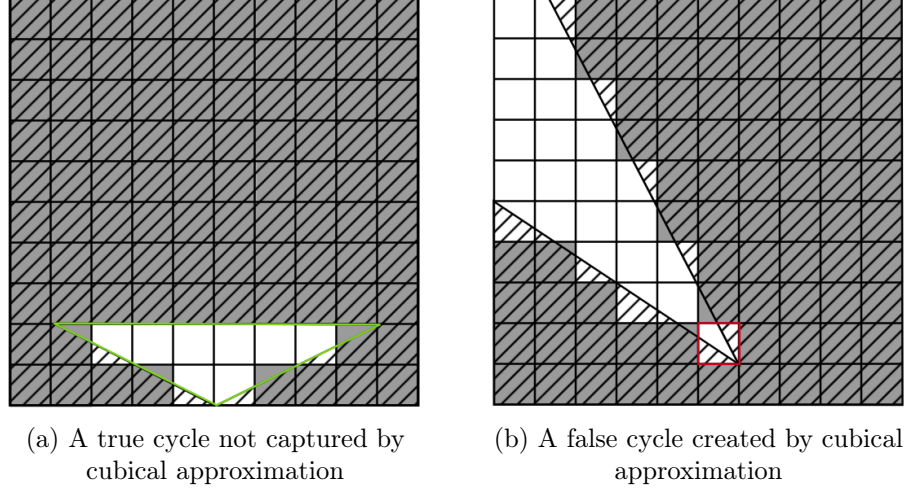 (a) A true cycle not captured by
cubical approximation
(b) A false cycle created by cubical
approximation